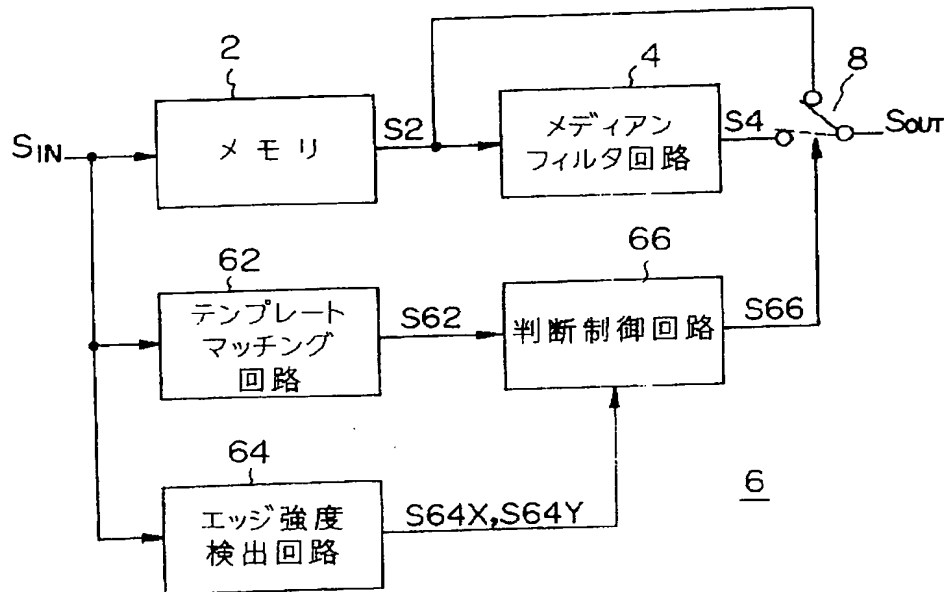 2
4
8
SIN
メモリ
S2
メディアン
フィルタ回路
S4
SOUT
62
66
テンプレート
マッチング
回路
S62
判断制御回路
S66
64
エッジ強度
検出回路
S64X,S64Y
6